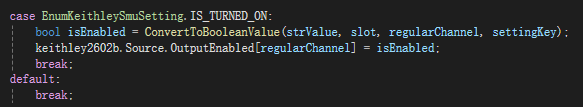 case EnumKeithleySmuSetting.IS_TURNED_ON:
    bool isEnabled = ConvertToBooleanValue(strValue, slot, regularChannel, settingKey);
    keithley2602b.Source.OutputEnabled[regularChannel] = isEnabled;
    break;
default:
    break;